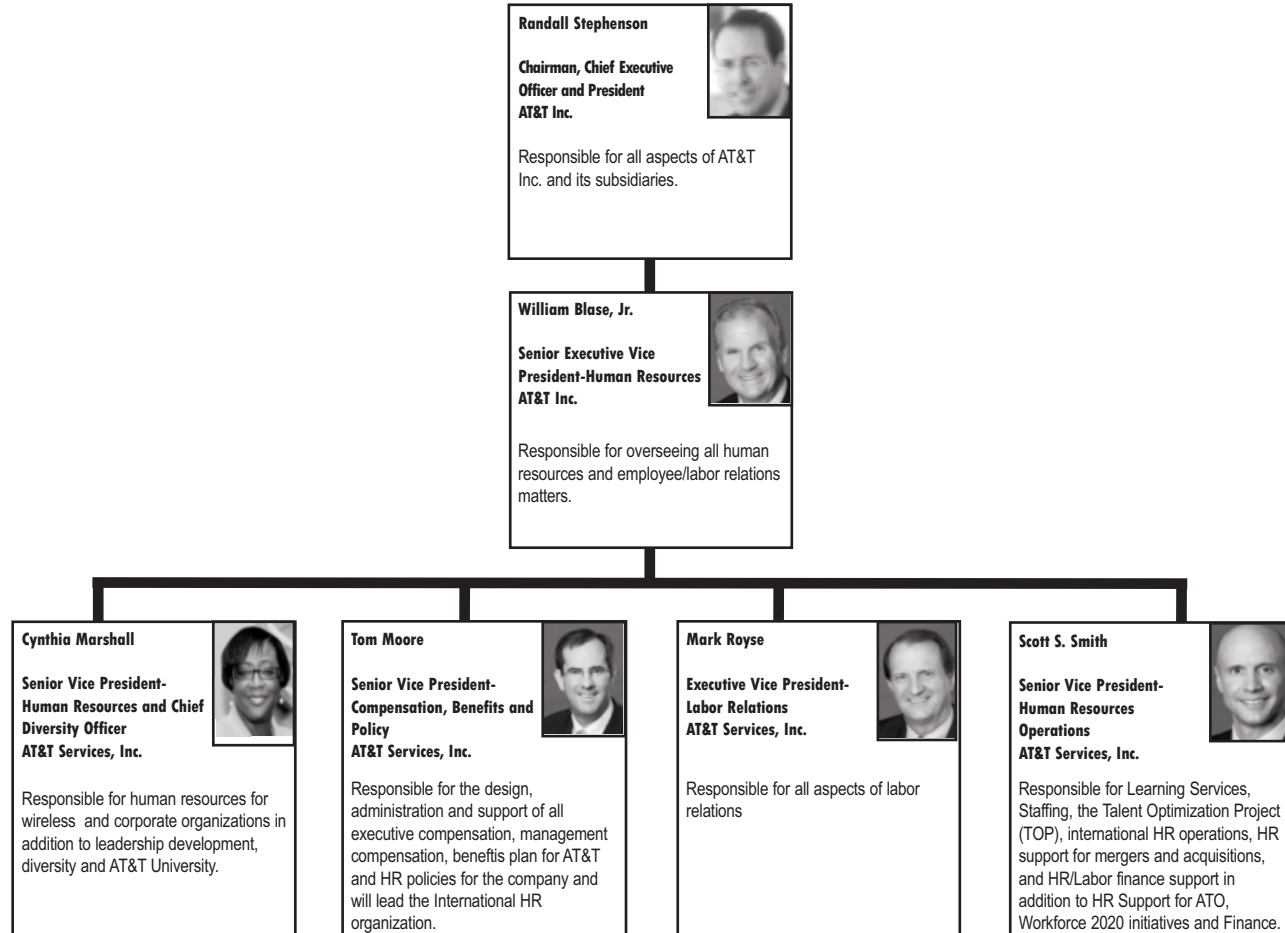 Randall Stephenson
Chairman, Chief Executive
Officer and President
AT&T Inc.
Responsible for all aspects of AT&T
Inc. and its subsidiaries.
William Blase, Jr.
Senior Executive Vice
President-Human Resources
AT&T Inc.
Responsible for overseeing all human
resources and employee/labor relations
matters.
Cynthia Marshall
Senior Vice President-
Human Resources and Chief
Diversity Officer
AT&T Services, Inc.
Responsible for human resources for
wireless and corporate organizations in
addition to leadership development,
diversity and AT&T University.
Tom Moore
Senior Vice President-
Compensation, Benefits and
Policy
AT&T Services, Inc.
Responsible for the design,
administration and support of all
executive compensation, management
compensation, beneftis plan for AT&T
and HR policies for the company and
will lead the International HR
organization.
Mark Royse
Executive Vice President-
Labor Relations
AT&T Services, Inc.
Responsible for all aspects of labor
relations
Scott S. Smith
Senior Vice President-
Human Resources
Operations
AT&T Services, Inc.
Responsible for Learning Services,
Staffing, the Talent Optimization Project
(TOP), international HR operations, HR
support for mergers and acquisitions,
and HR/Labor finance support in
addition to HR Support for ATO,
Workforce 2020 initiatives and Finance.